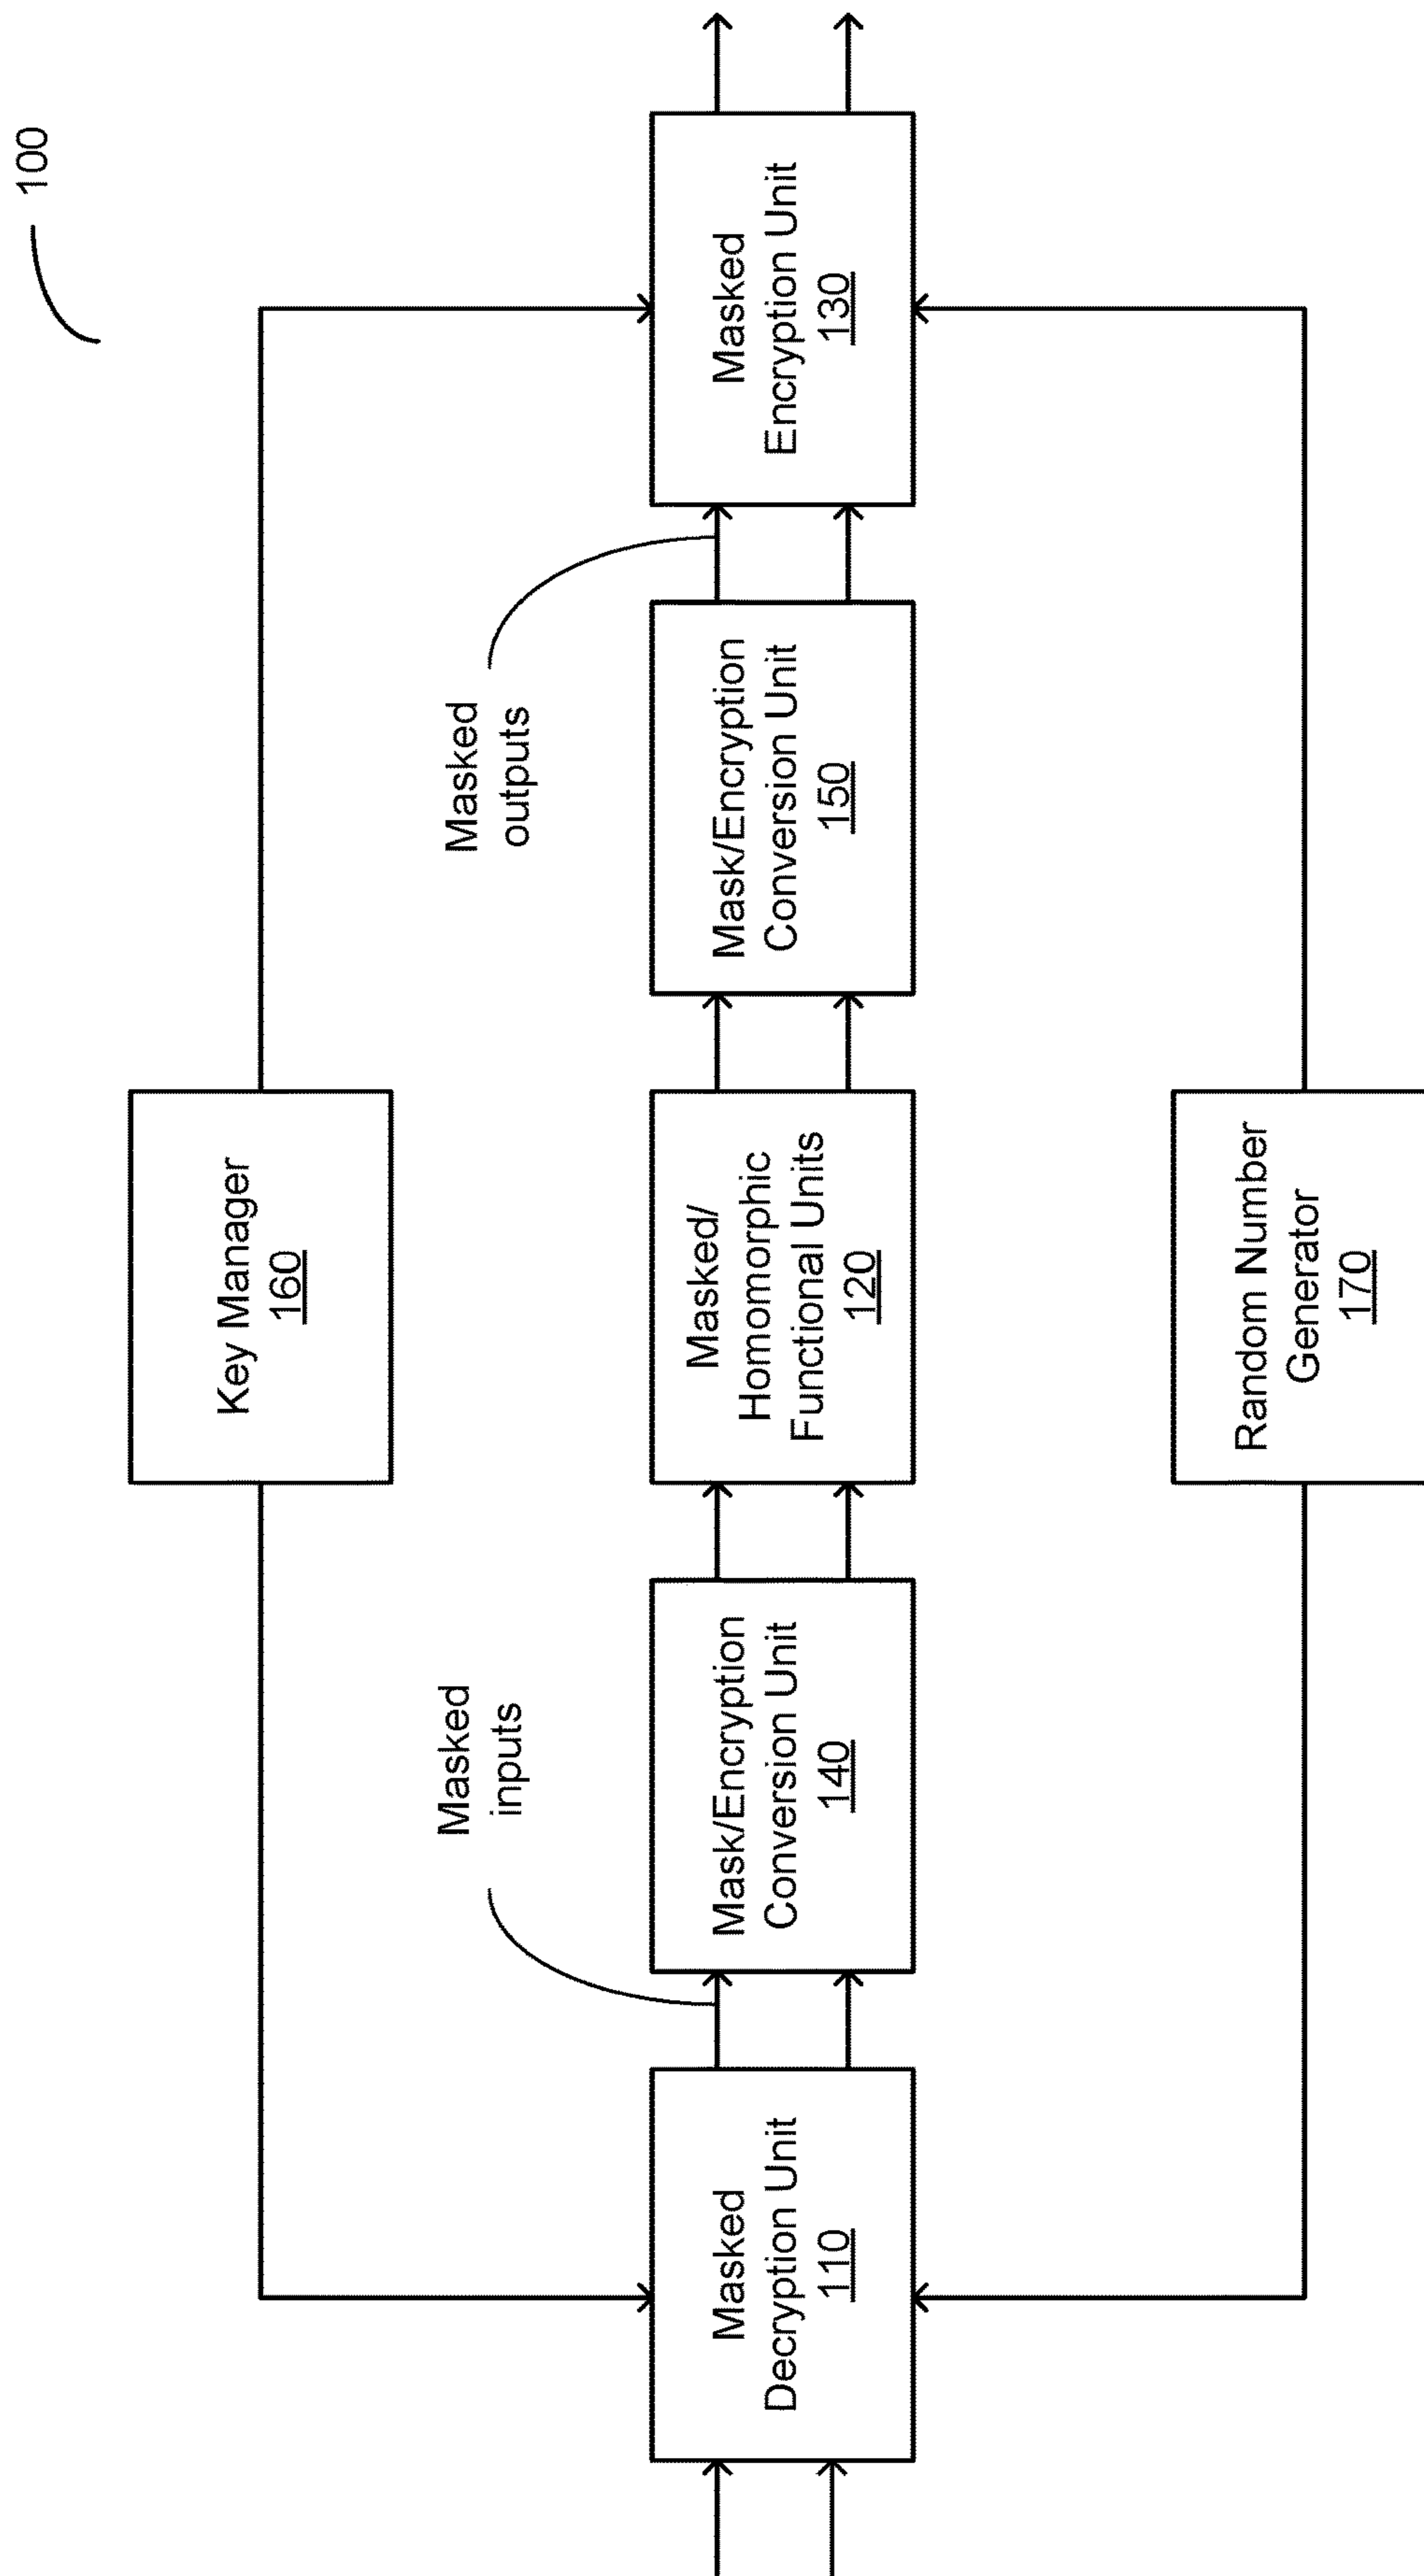 100
Key Manager
160
Masked
inputs
Masked
outputs
Masked
Decryption Unit
110
Mask/Encryption
Conversion Unit
140
Masked/
Homomorphic
Functional Units
120
Mask/Encryption
Conversion Unit
150
Masked
Encryption Unit
130
Random Number
Generator
170